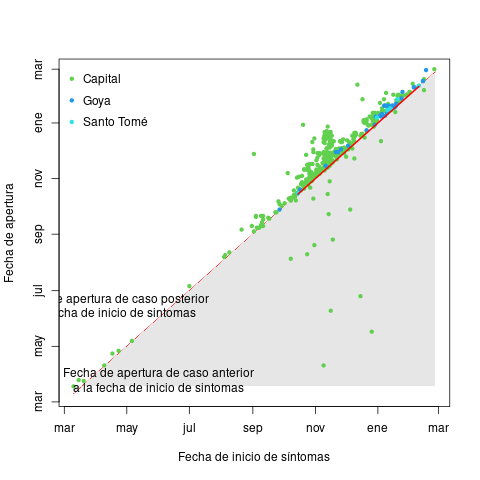 Capital
Goya
Santo Tomé
mar
ene
nov
sep
jul
may
mar
Fecha de apertura
e apertura de caso posterior
cha de inicio de sintomas
Fecha de apertura de caso anterior
a la fecha de inicio de sintomas
mar
may
jul
sep
nov
ene
mar
Fecha de inicio de síntomas